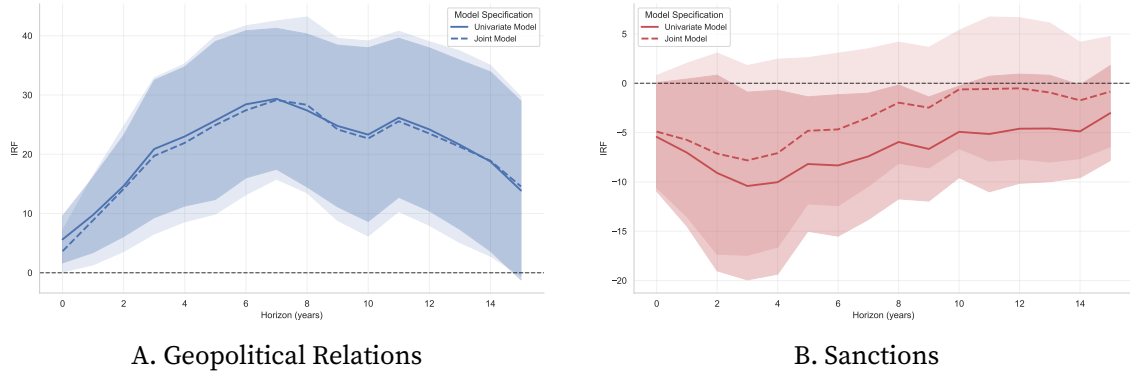 Model Specification
Univariate Model
Joint Model
40
30
20
10
0
IRF
0 2 4 6 8 10 12 14
Horizon (years)
A. Geopolitical Relations
Model Specification
Univariate Model
Joint Model
5
0
−5
−10
−15
−20
IRF
0 2 4 6 8 10 12 14
Horizon (years)
B. Sanctions